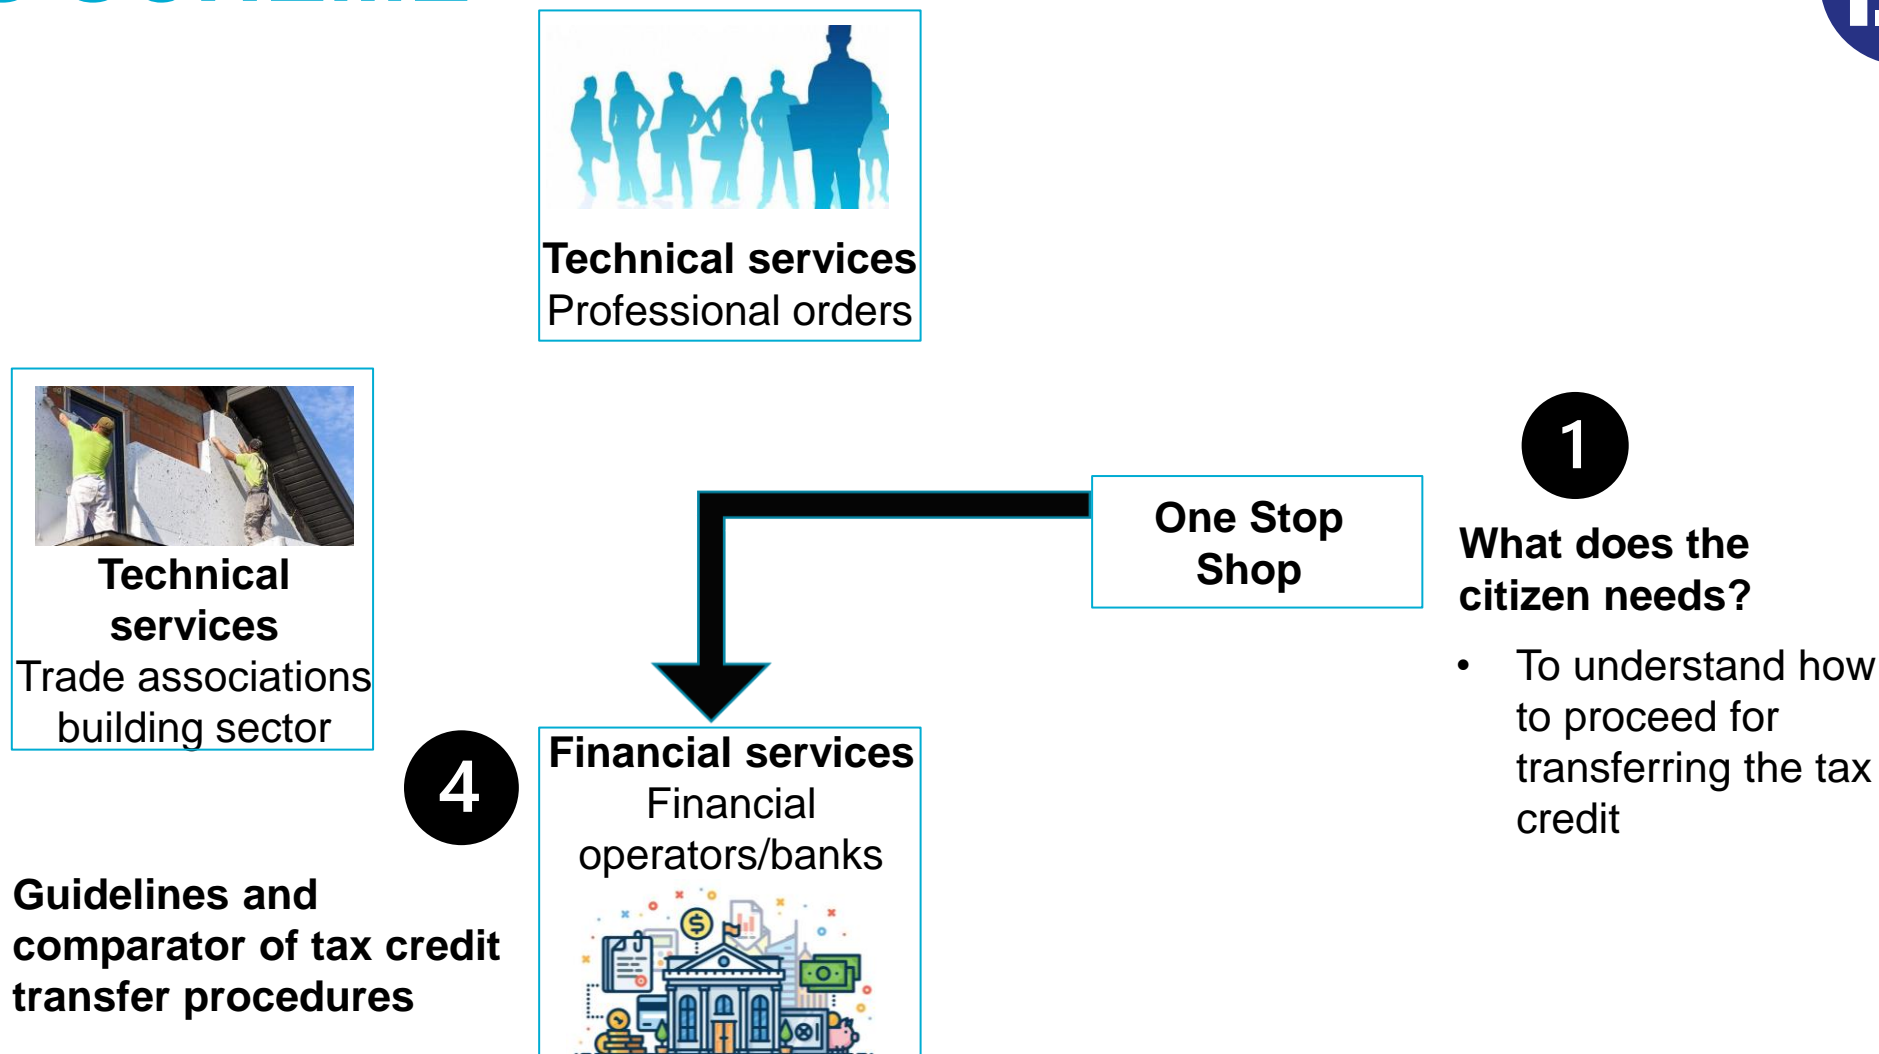 Technical services
Professional orders
Technical
services
Trade associations
building sector
One Stop
Shop
1
What does the
citizen needs?
• To understand how
to proceed for
transferring the tax
credit
4
Financial services
Financial
operators/banks
Guidelines and
comparator of tax credit
transfer procedures